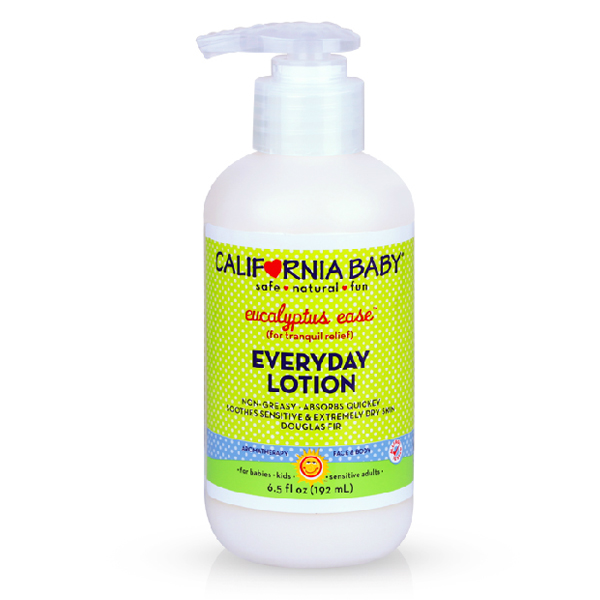 CALIFORNIA BABY
safe • natural • fun
eucalyptus ease™
(for tranquil relief)
EVERYDAY
LOTION
NON-GREASY • ABSORBS QUICKLY
SOOTHES SENSITIVE & EXTREMELY DRY SKIN
DOUGLAS FIR
AROMATHERAPY FACE & BODY
• for babies • kids • sensitive adults •
6.5 fl oz (192 mL)